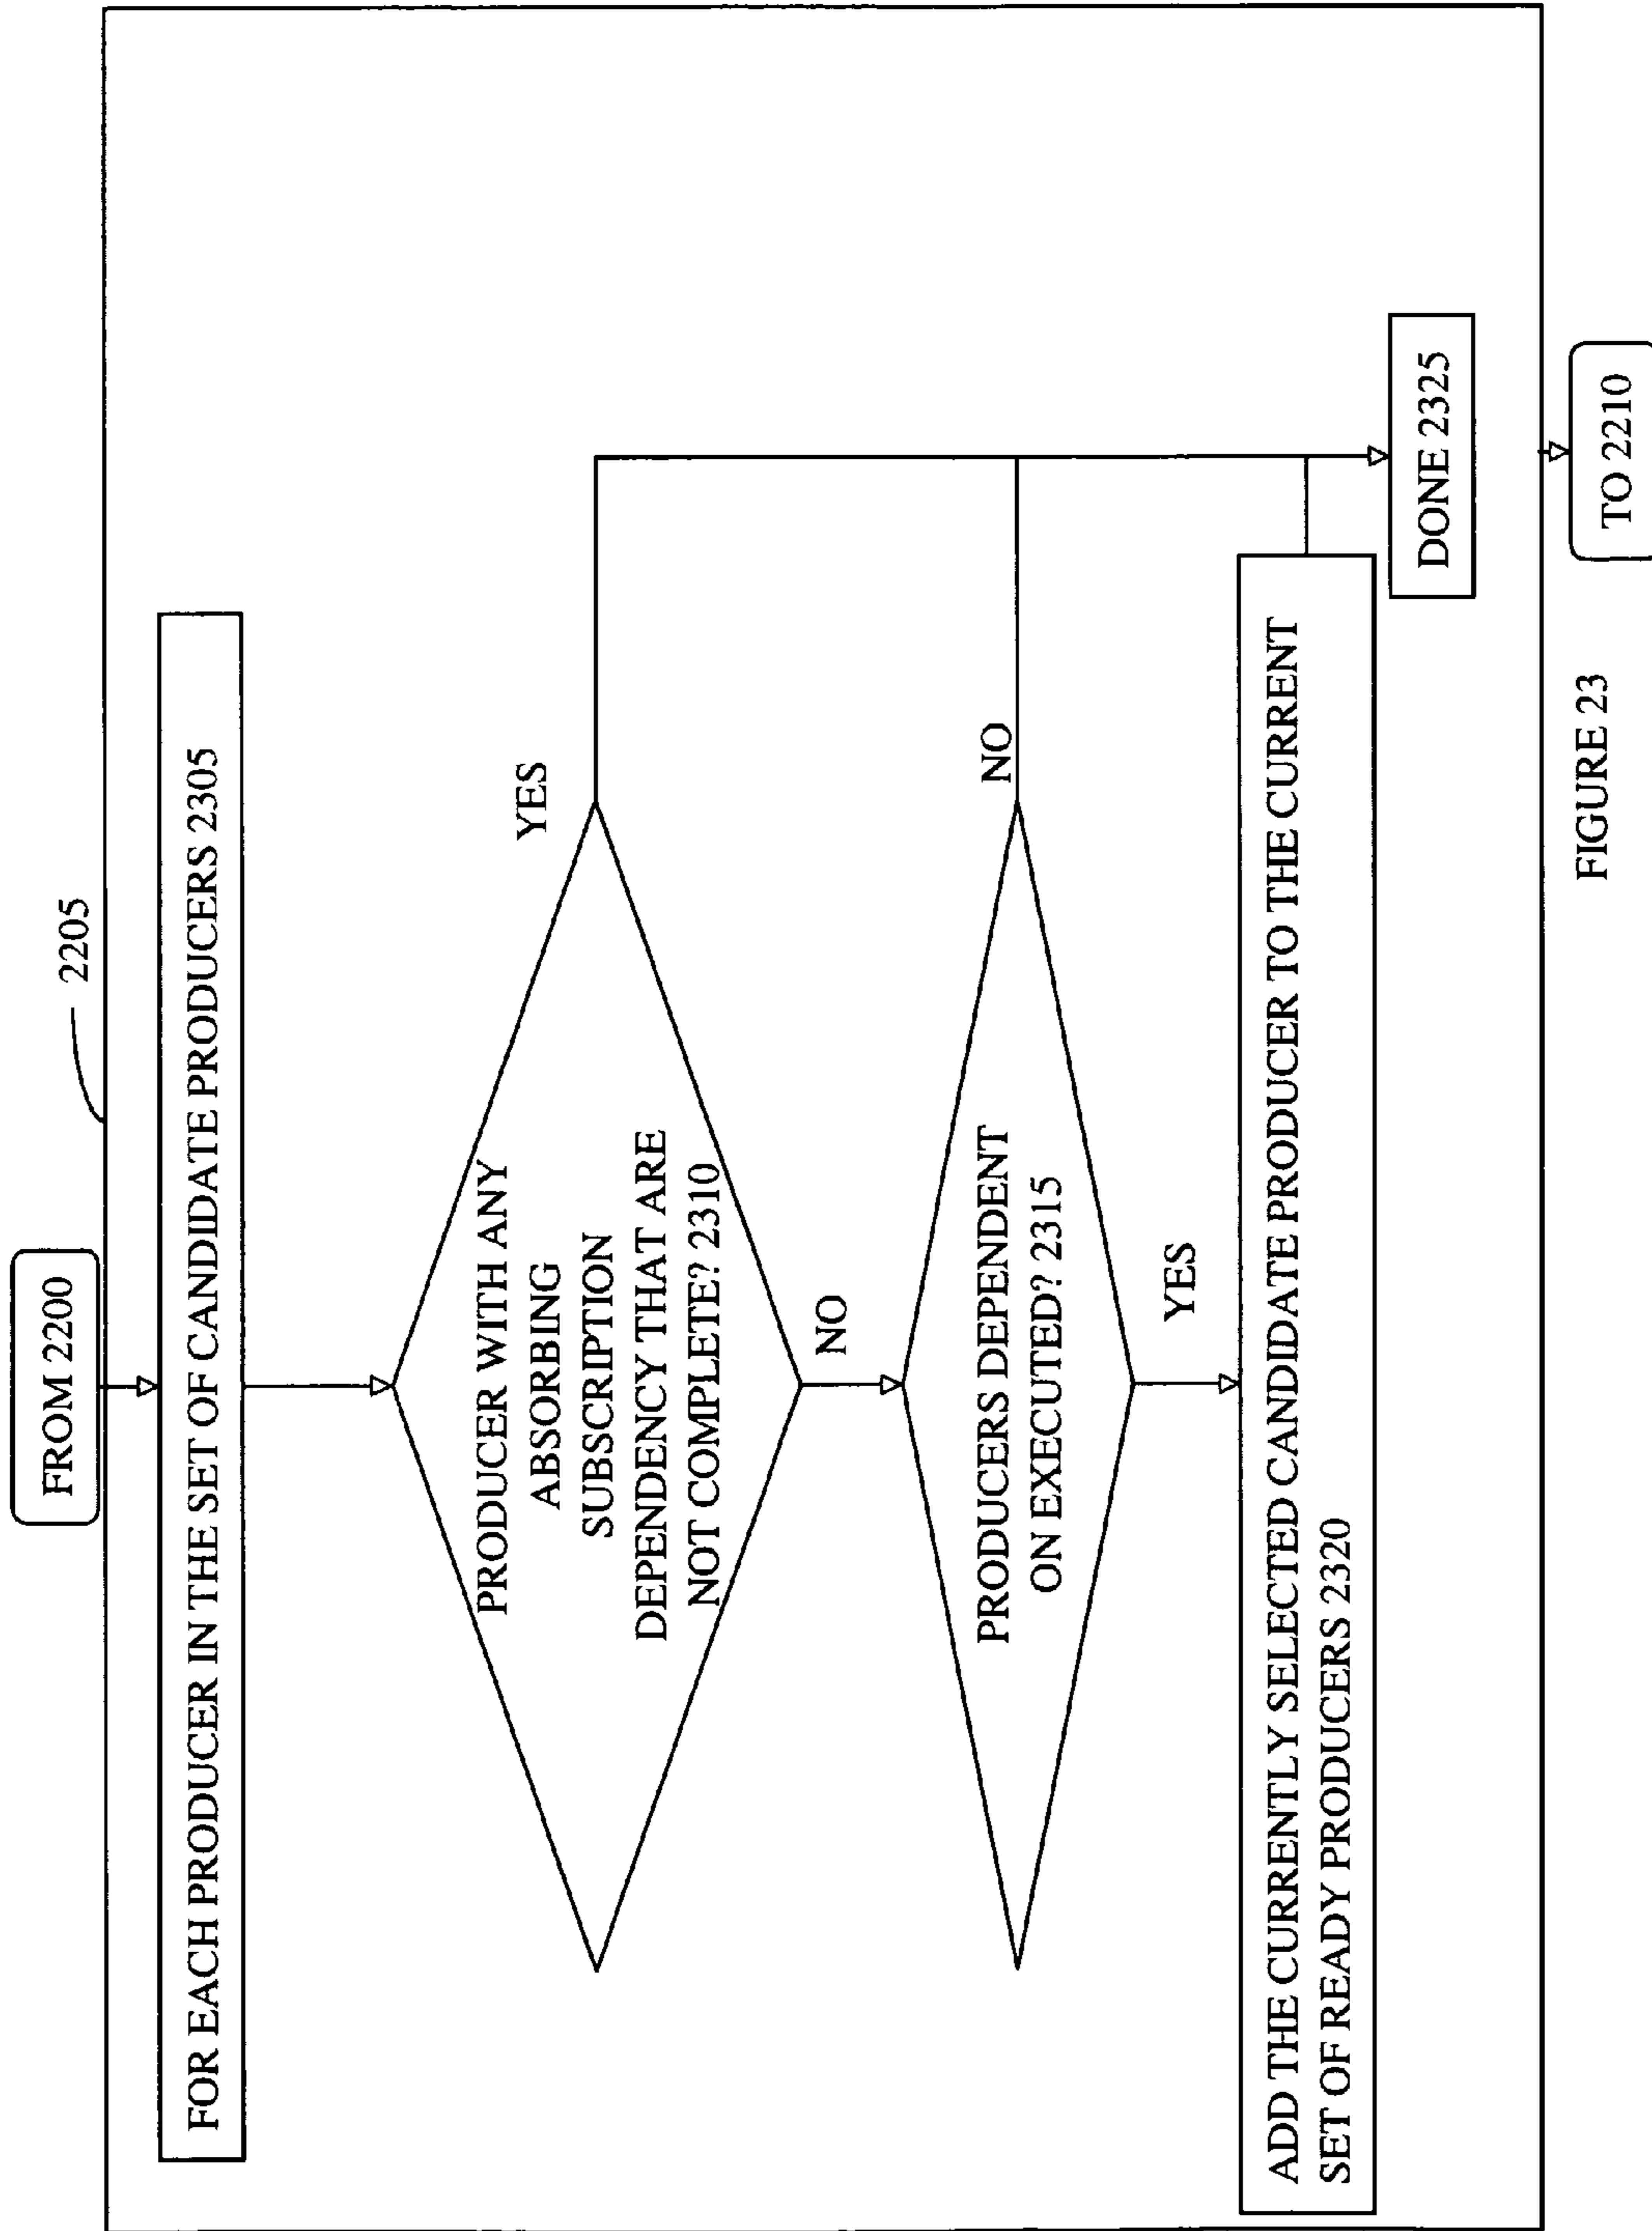 FROM 2200
2205
FOR EACH PRODUCER IN THE SET OF CANDIDATE PRODUCERS 2305
PRODUCER WITH ANY
ABSORBING
SUBSCRIPTION
DEPENDENCY THAT ARE
NOT COMPLETE? 2310
YES
NO
PRODUCERS DEPENDENT
ON EXECUTED? 2315
NO
YES
ADD THE CURRENTLY SELECTED CANDIDATE PRODUCER TO THE CURRENT
SET OF READY PRODUCERS 2320
DONE 2325
TO 2210
FIGURE 23